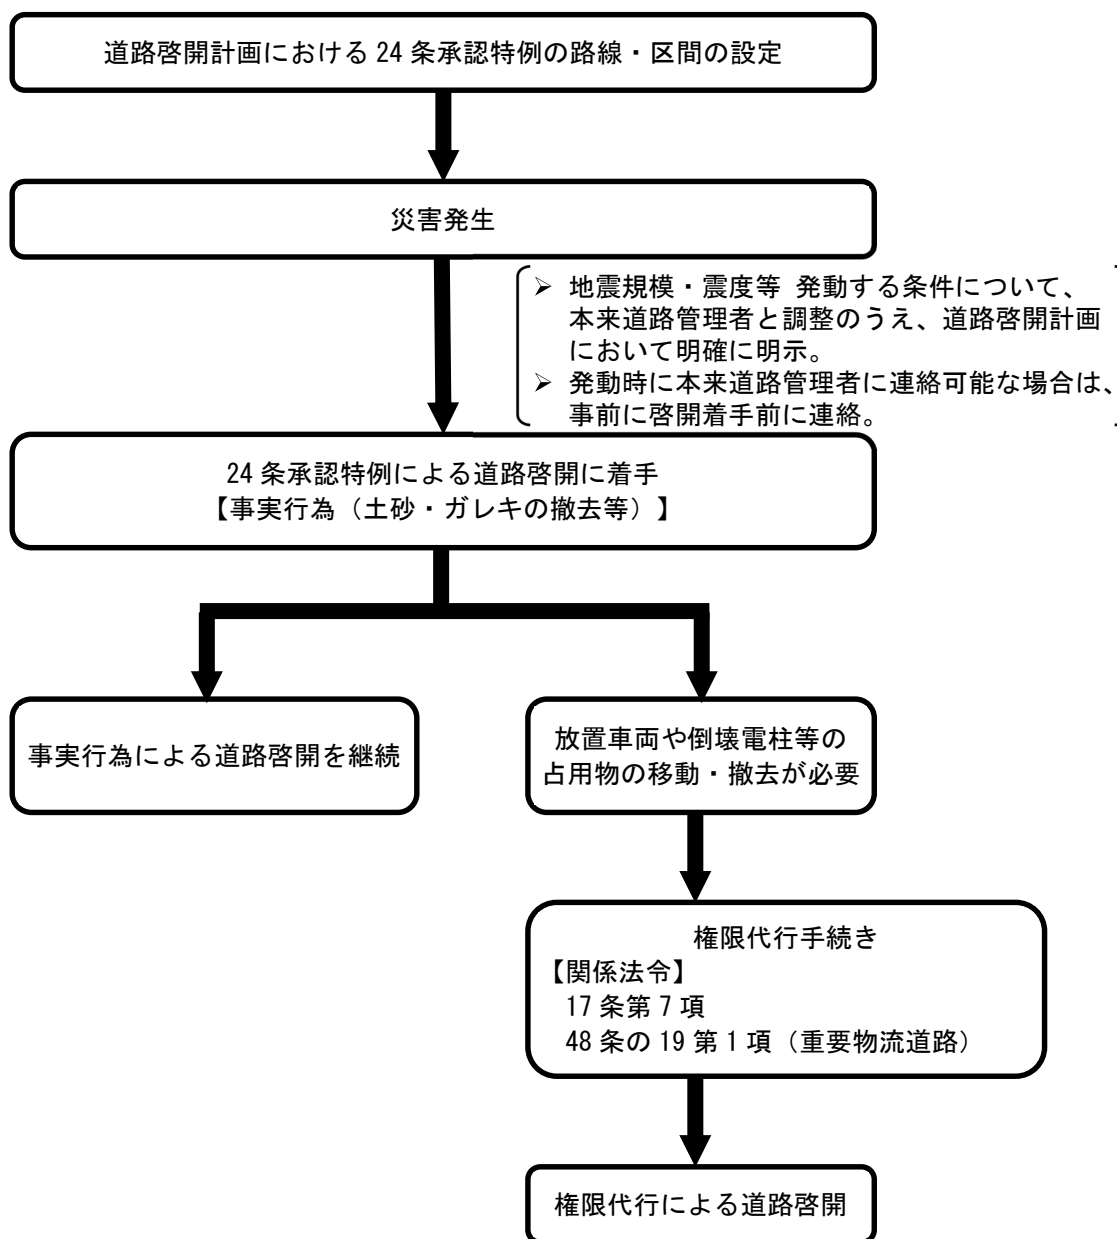 道路啓開計画における 24 条承認特例の路線・区間の設定
災害発生
➢ 地震規模・震度等 発動する条件について、
本来道路管理者と調整のうえ、道路啓開計画
において明確に明示。
➢ 発動時に本来道路管理者に連絡可能な場合は、
事前に啓開着手前に連絡。
24 条承認特例による道路啓開に着手
【事実行為（土砂・ガレキの撤去等）】
事実行為による道路啓開を継続
放置車両や倒壊電柱等の
占用物の移動・撤去が必要
権限代行手続き
【関係法令】
17 条第 7 項
48 条の 19 第 1 項（重要物流道路）
権限代行による道路啓開